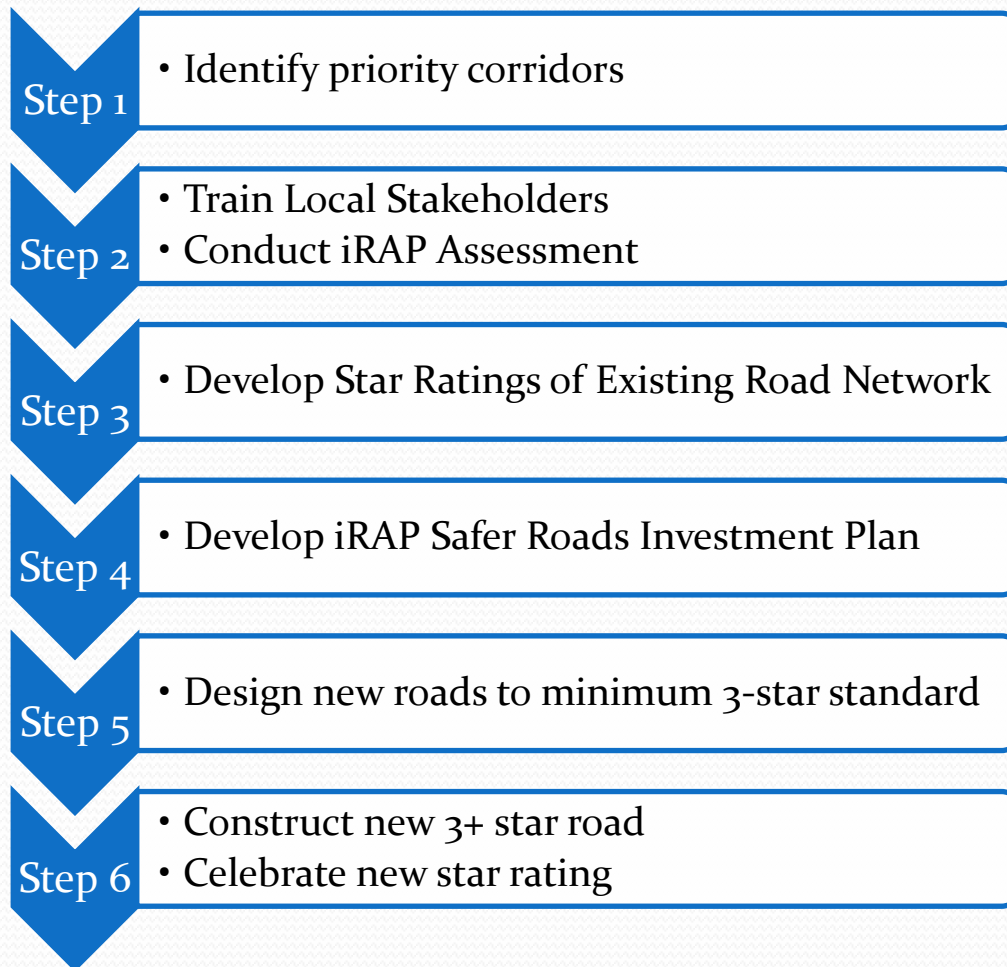 Step 1
• Identify priority corridors
Step 2
• Train Local Stakeholders
• Conduct iRAP Assessment
Step 3
• Develop Star Ratings of Existing Road Network
Step 4
• Develop iRAP Safer Roads Investment Plan
Step 5
• Design new roads to minimum 3-star standard
Step 6
• Construct new 3+ star road
• Celebrate new star rating